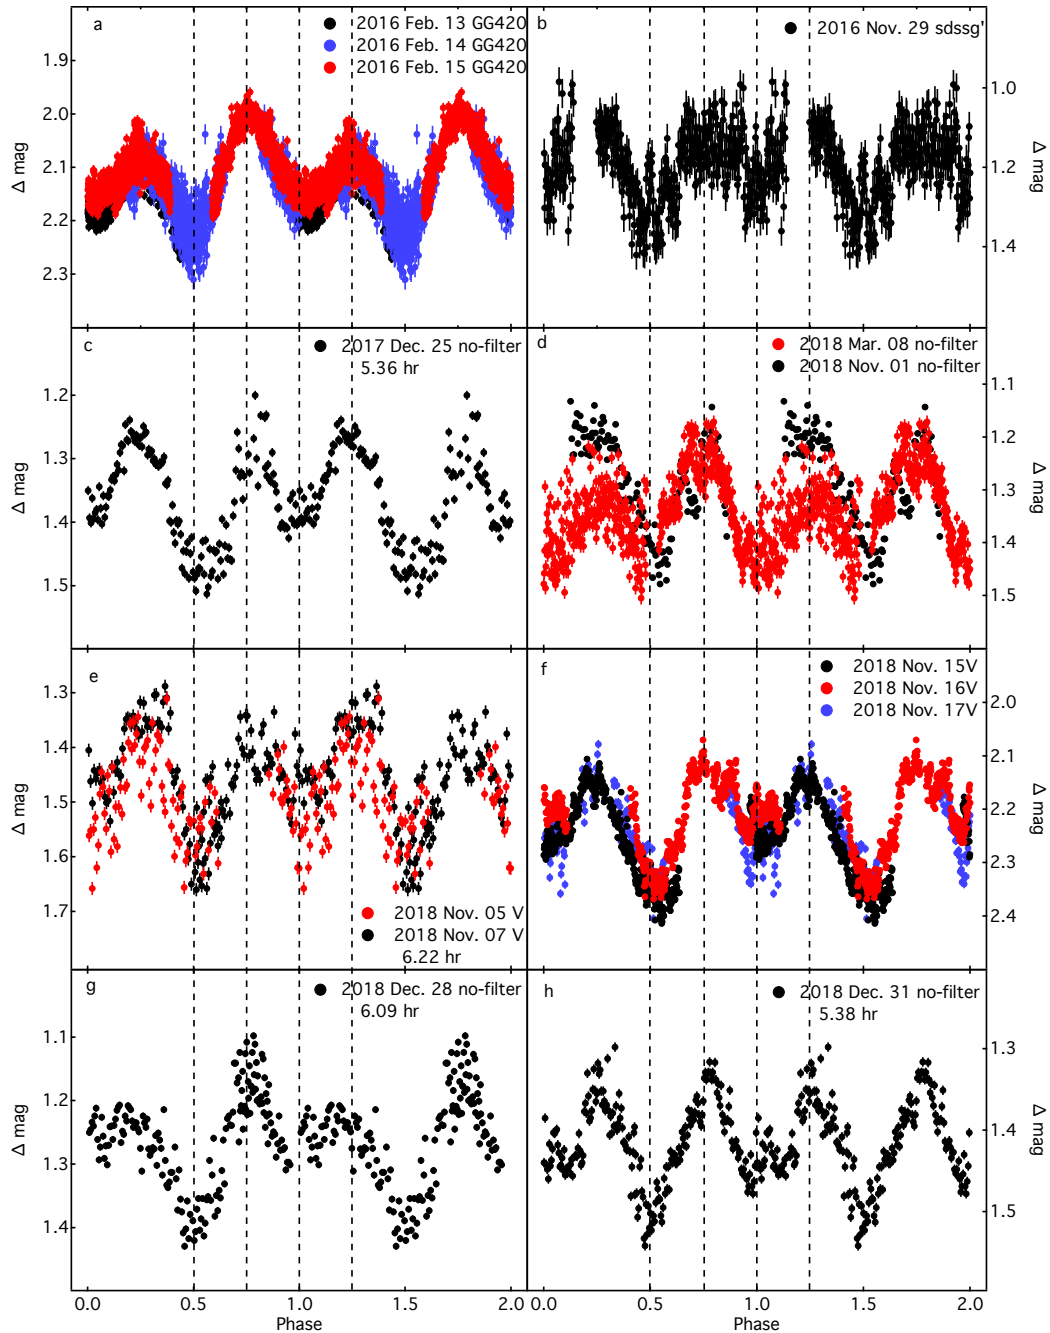 a
2016 Feb. 13 GG420
2016 Feb. 14 GG420
2016 Feb. 15 GG420
1.9
2.0
2.1
2.2
2.3
Δ mag
b
2016 Nov. 29 sdssg'
1.0
1.2
1.4
Δ mag
c
2017 Dec. 25 no-filter
5.36 hr
1.2
1.3
1.4
1.5
Δ mag
d
2018 Mar. 08 no-filter
2018 Nov. 01 no-filter
1.1
1.2
1.3
1.4
1.5
Δ mag
e
1.3
1.4
1.5
1.6
1.7
Δ mag
2018 Nov. 05 V
2018 Nov. 07 V
6.22 hr
f
2018 Nov. 15V
2018 Nov. 16V
2018 Nov. 17V
2.0
2.1
2.2
2.3
2.4
Δ mag
g
2018 Dec. 28 no-filter
6.09 hr
1.1
1.2
1.3
1.4
Δ mag
0.0 0.5 1.0 1.5 2.0
Phase
h
2018 Dec. 31 no-filter
5.38 hr
1.3
1.4
1.5
Δ mag
0.0 0.5 1.0 1.5 2.0
Phase